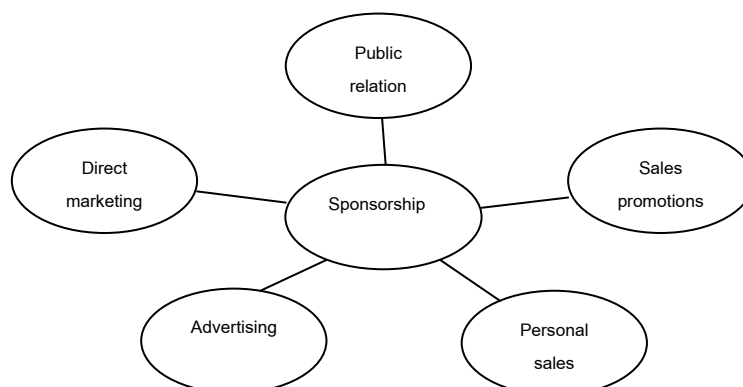 Public
relation
Direct
marketing
Sales
promotions
Sponsorship
Advertising
Personal
sales